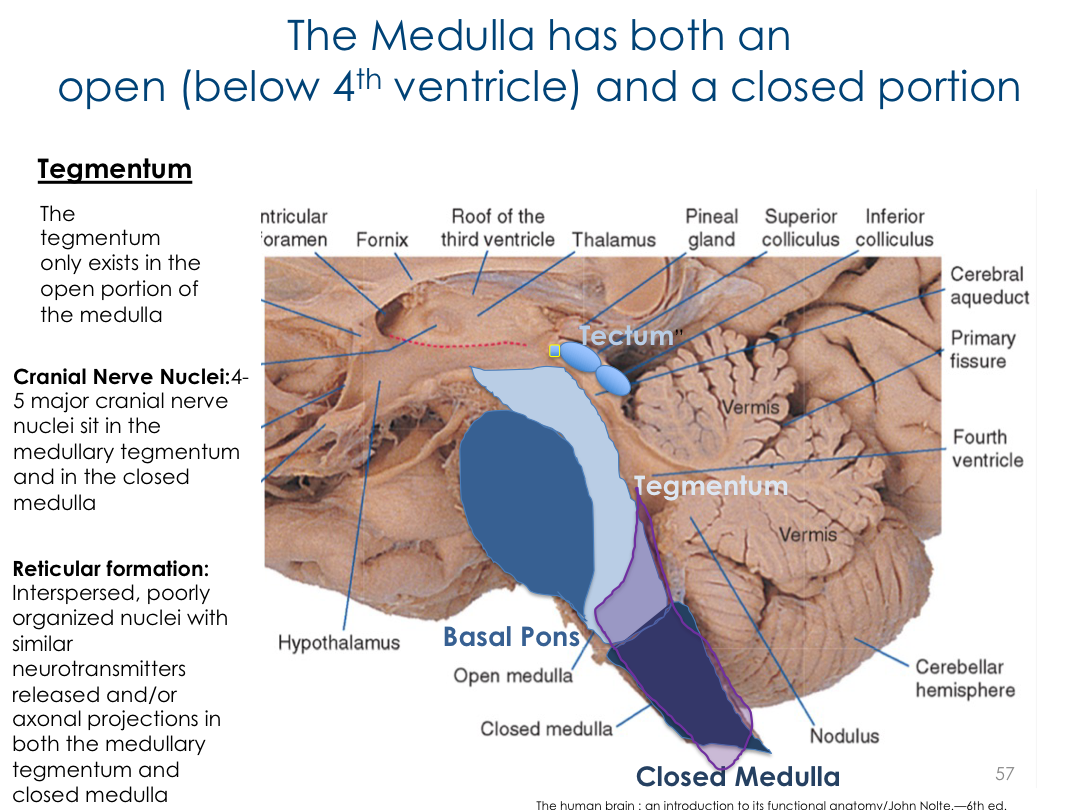 The Medulla has both an
open (below 4th ventricle) and a closed portion
Tegmentum
The
tegmentum
only exists in the
open portion of
the medulla
Cranial Nerve Nuclei:4-
5 major cranial nerve
nuclei sit in the
medullary tegmentum
and in the closed
medulla
Reticular formation:
Interspersed, poorly
organized nuclei with
similar
neurotransmitters
released and/or
axonal projections in
both the medullary
tegmentum and
closed medulla
ntricular
foramen
Fornix
Roof of the
third ventricle
Thalamus
Pineal
gland
Superior
colliculus
Inferior
colliculus
Cerebral
aqueduct
Primary
fissure
Tectum"
Vermis
Fourth
ventricle
Tegmentum
Vermis
Hypothalamus
Basal Pons
Open medulla
Cerebellar
hemisphere
Closed medulla
Nodulus
Closed Medulla
57
The human brain : an introduction to its functional anatomy/John Nolte.—6th ed.